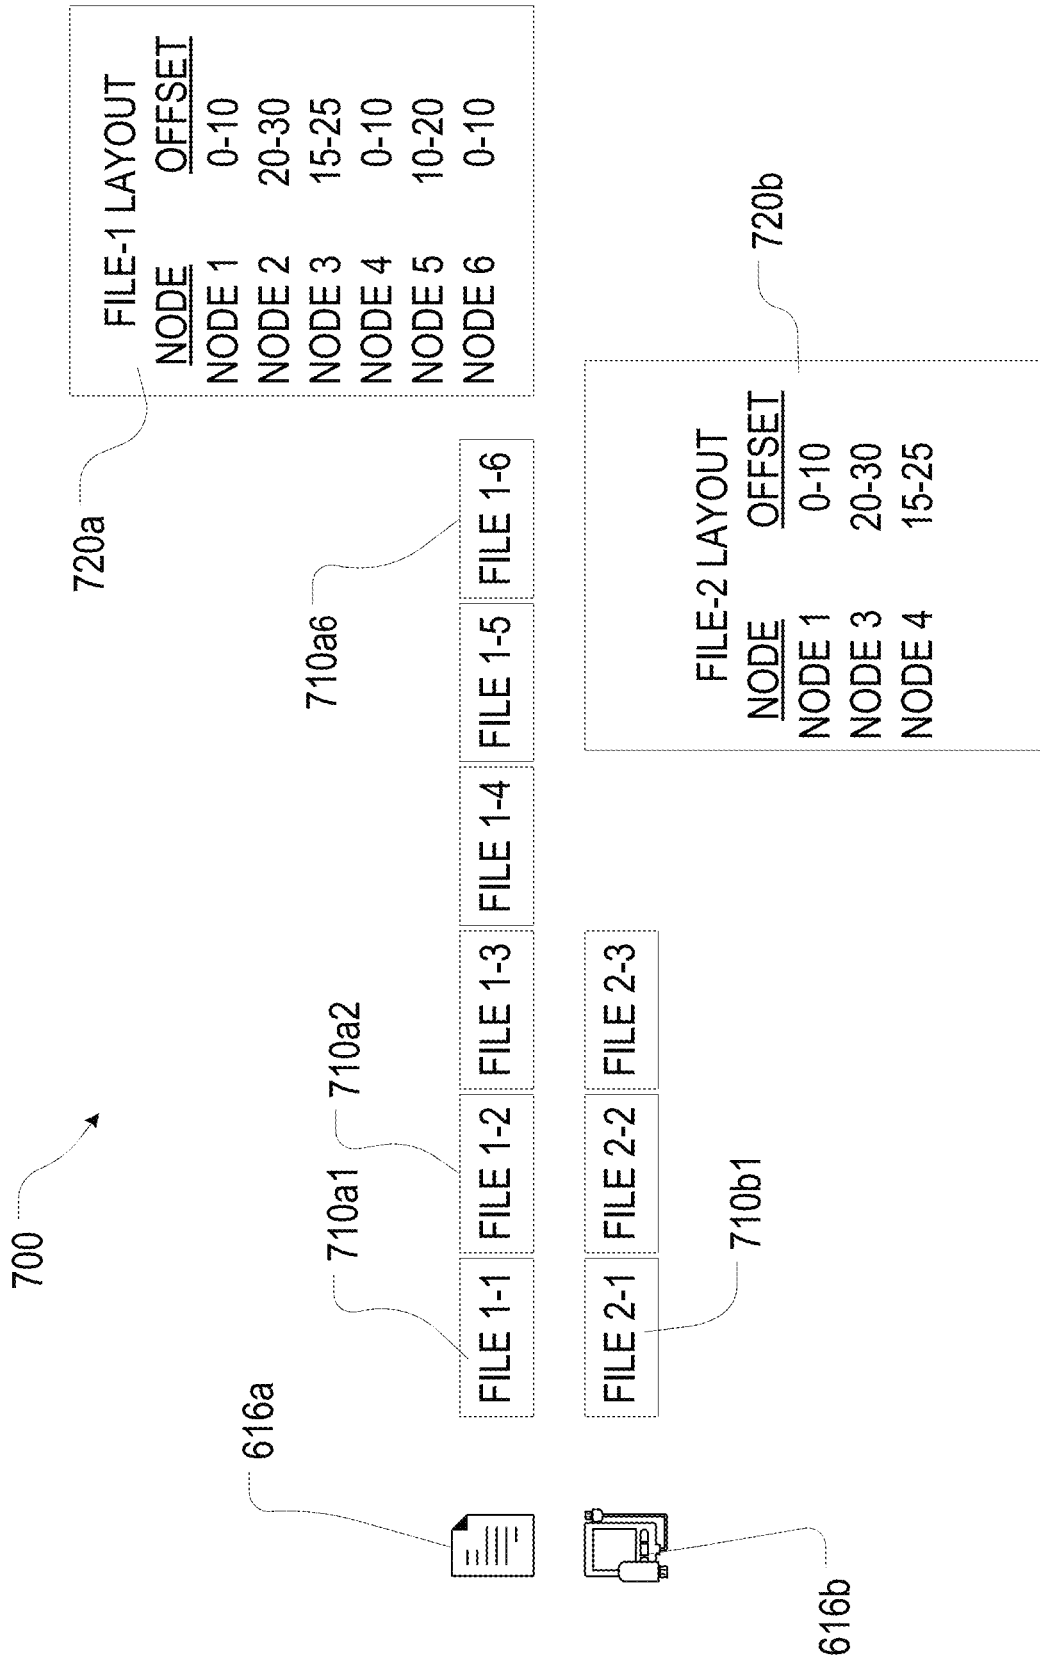 700
616a
710a1
710a2
710a6
720a
FILE 1-1
FILE 1-2
FILE 1-3
FILE 1-4
FILE 1-5
FILE 1-6
FILE-1 LAYOUT
NODE OFFSET
NODE 1 0-10
NODE 2 20-30
NODE 3 15-25
NODE 4 0-10
NODE 5 10-20
NODE 6 0-10
616b
FILE 2-1
FILE 2-2
FILE 2-3
710b1
720b
FILE-2 LAYOUT
NODE OFFSET
NODE 1 0-10
NODE 3 20-30
NODE 4 15-25